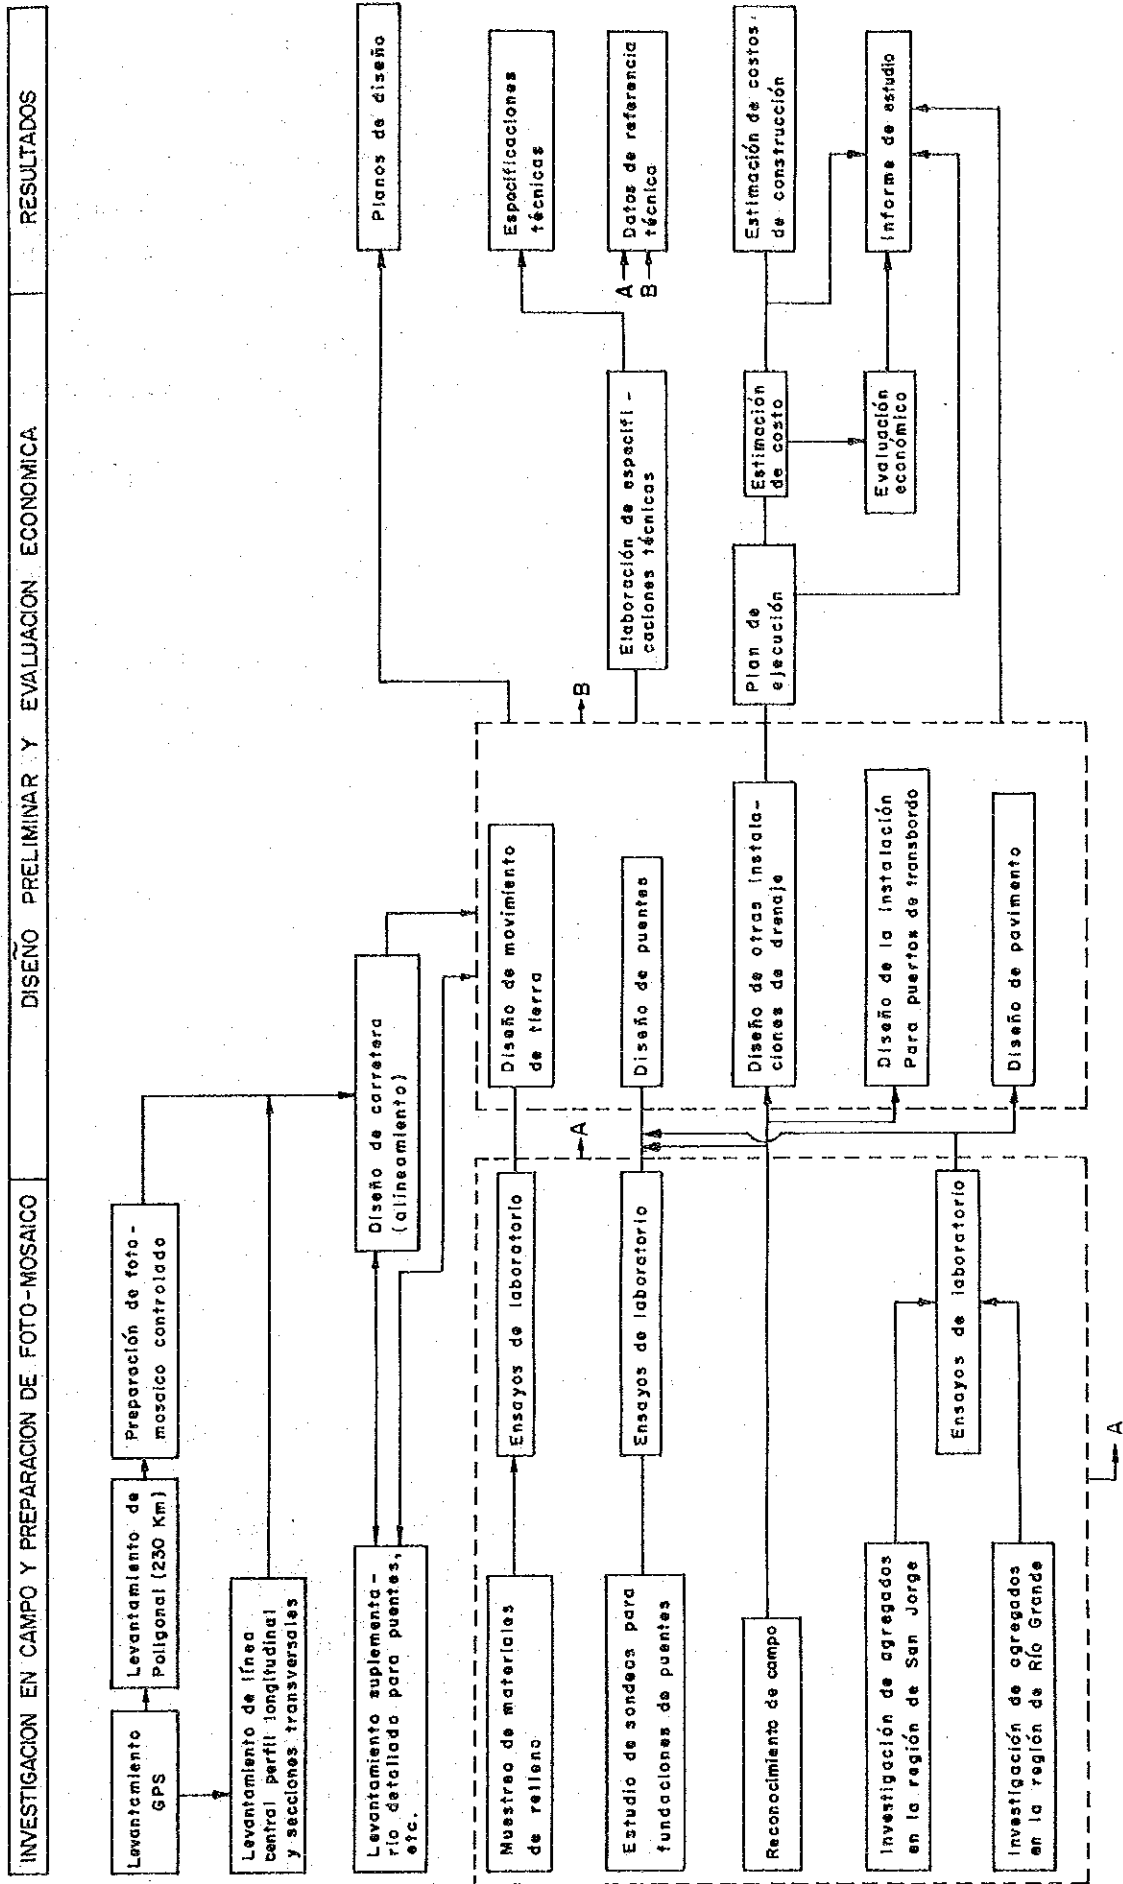 INVESTIGACION EN CAMPO Y PREPARACION DE FOTO-MOSAICO
DISEÑO PRELIMINAR Y EVALUACION ECONOMICA
RESULTADOS
Levantamiento
GPS
Levantamiento de
Poligonal (230 Km)
Preparación de foto-
mosaico controlado
Levantamiento de línea
central perfil longitudinal
y secciones transversales
Levantamiento suplementa-
rio detallado para puentes,
etc.
Diseño de carretera
(alineamiento)
Planos de diseño
Muestreo de materiales
de relleno
Ensayos de laboratorio
Diseño de movimiento
de tierra
A
B
Especificaciones
técnicas
Estudio de sondeos para
fundaciones de puentes
Ensayos de laboratorio
Diseño de puentes
Elaboración de especifi-
caciones técnicas
A
B
Datos de referencia
técnica
Reconocimiento de campo
Diseño de otras instala-
ciones de drenaje
Plan de
ejecución
Estimación
de costo
Estimación de costos
de construcción
Investigación de agregados
en la región de San Jorge
Diseño de la instalación
Para puertos de transbordo
Evaluación
económico
Informe de estudio
Ensayos de laboratorio
Investigación de agregados
en la región de Río Grande
Diseño de pavimento
A